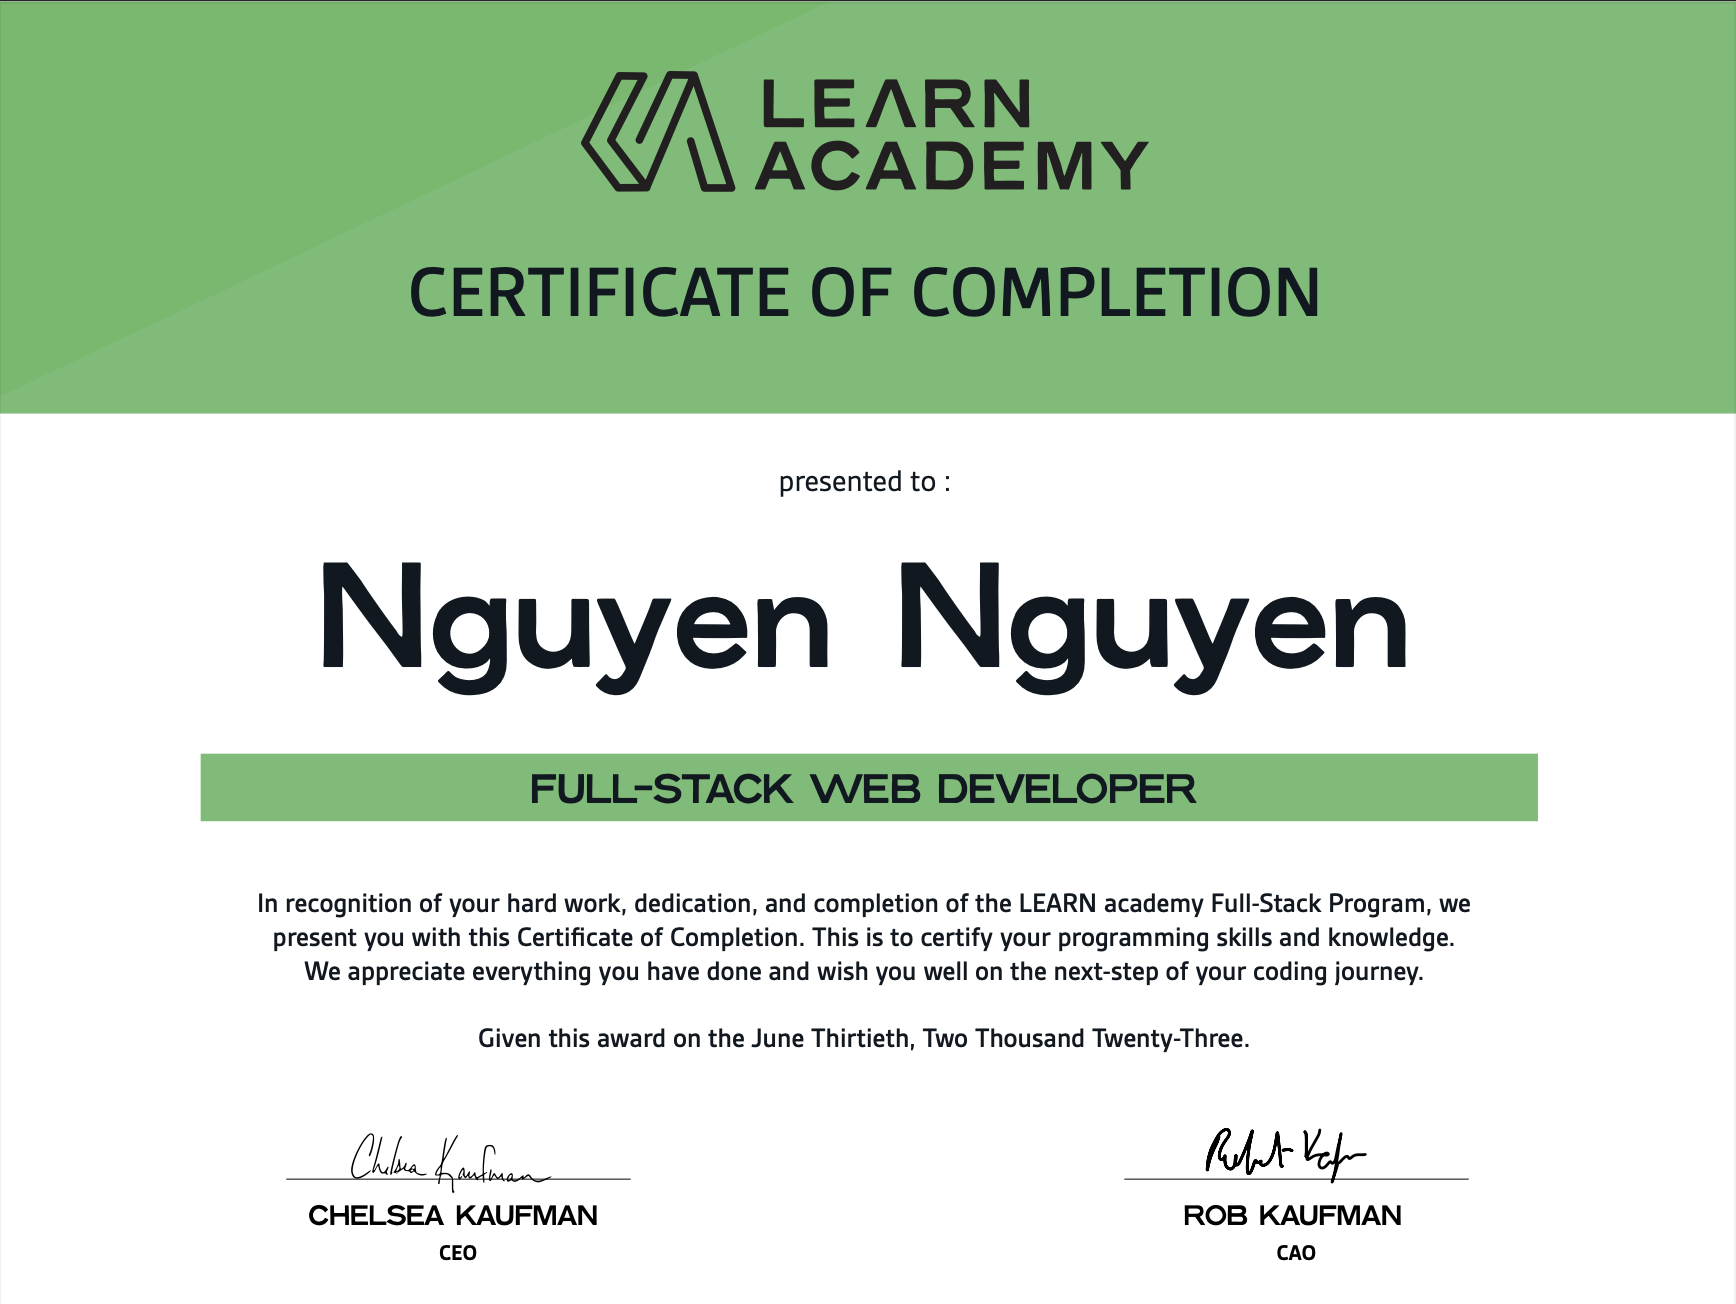 LEARN
ACADEMY
CERTIFICATE OF COMPLETION
presented to :
Nguyen Nguyen
FULL-STACK WEB DEVELOPER
In recognition of your hard work, dedication, and completion of the LEARN academy Full-Stack Program, we
present you with this Certificate of Completion. This is to certify your programming skills and knowledge.
We appreciate everything you have done and wish you well on the next-step of your coding journey.
Given this award on the June Thirtieth, Two Thousand Twenty-Three.
Chelsea Kaufman
CHELSEA KAUFMAN
CEO
ROB KAUFMAN
CAO